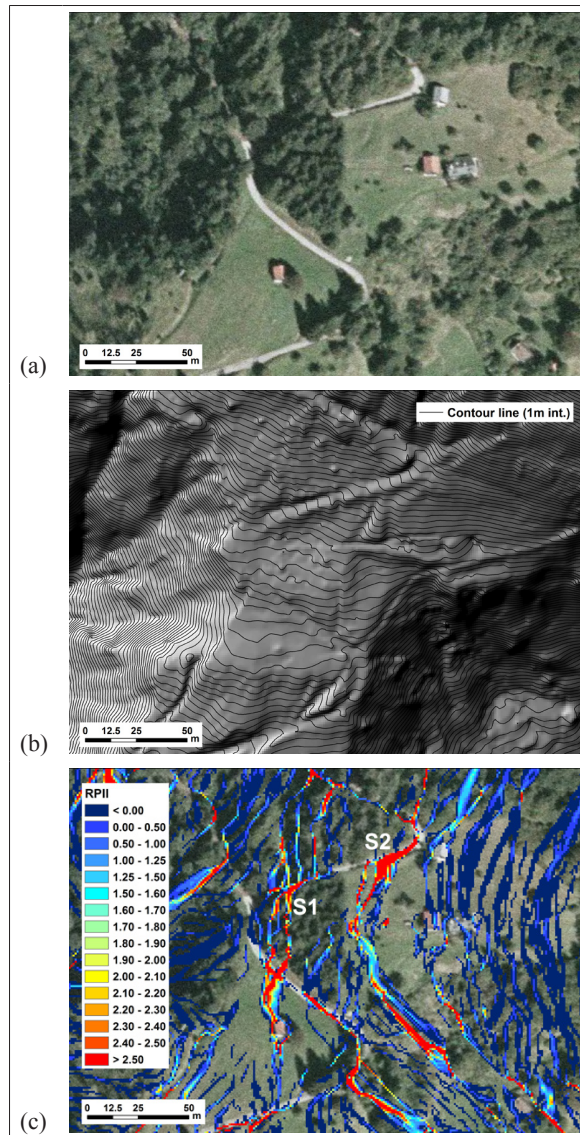 0 12.5 25 50
m
(a)
Contour line (1m int.)
0 12.5 25 50
m
(b)
RPII
< 0.00
0.00 - 0.50
0.50 - 1.00
1.00 - 1.25
1.25 - 1.50
1.50 - 1.60
1.60 - 1.70
1.70 - 1.80
1.80 - 1.90
1.90 - 2.00
2.00 - 2.10
2.10 - 2.20
2.20 - 2.30
2.30 - 2.40
2.40 - 2.50
> 2.50
S2
S1
0 12.5 25 50
m
(c)